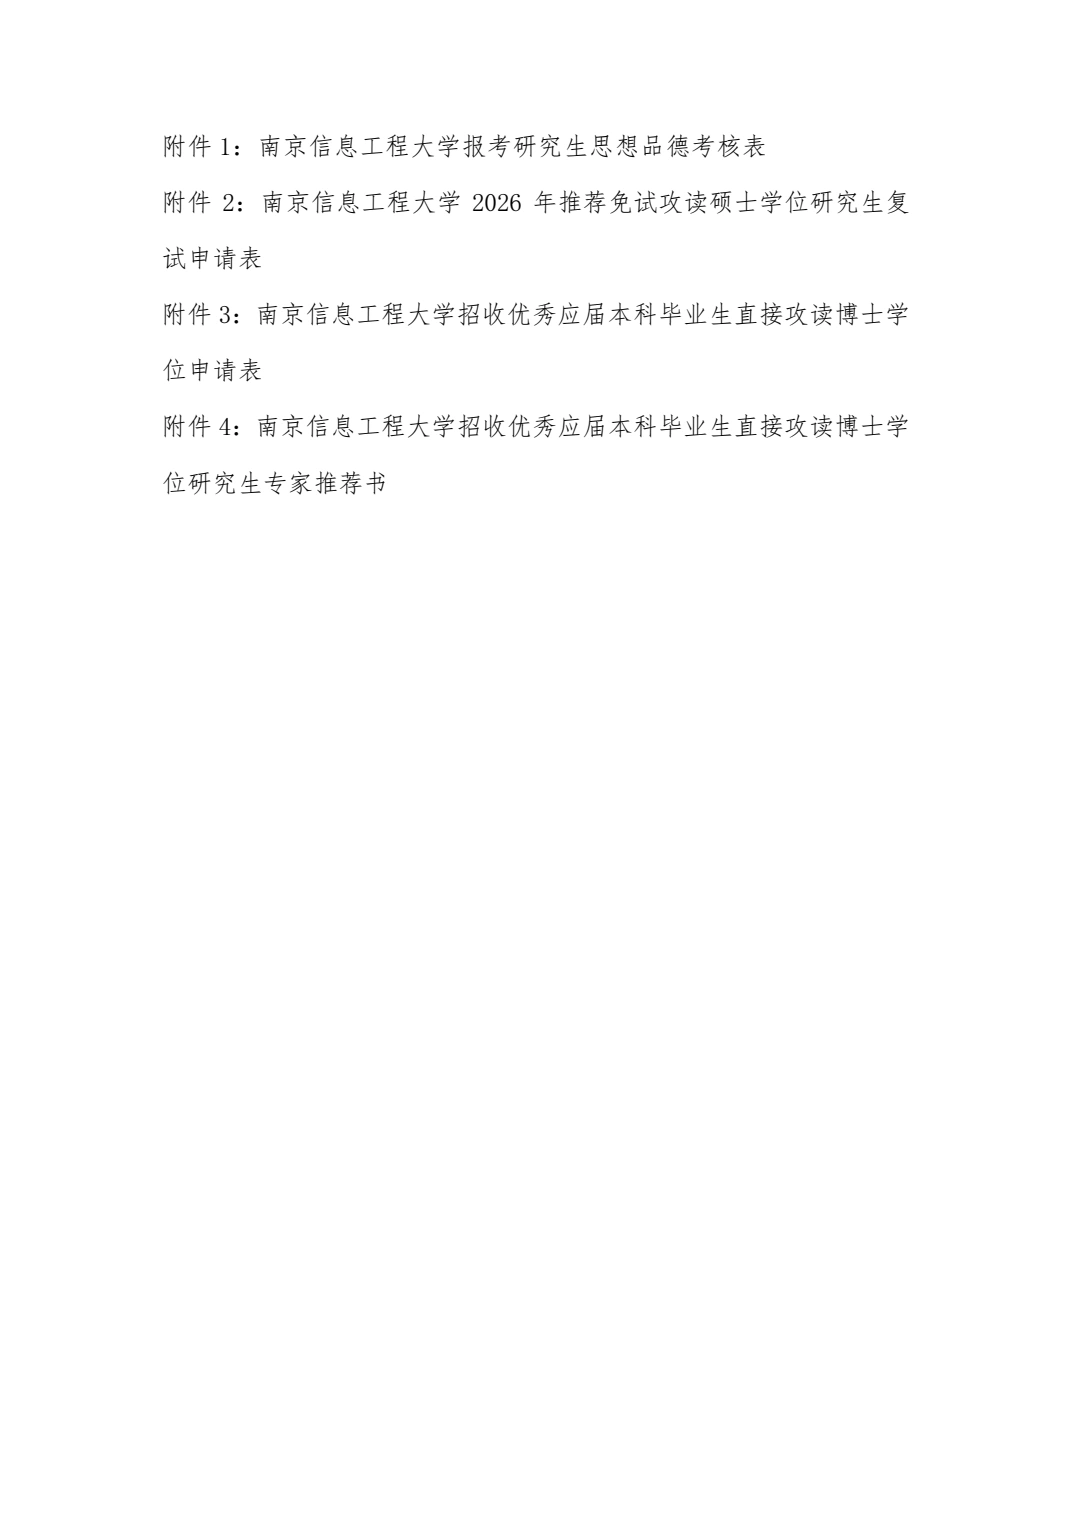 附件 1：南京信息工程大学报考研究生思想品德考核表
附件 2：南京信息工程大学 2026 年推荐免试攻读硕士学位研究生复
试申请表
附件 3：南京信息工程大学招收优秀应届本科毕业生直接攻读博士学
位申请表
附件 4：南京信息工程大学招收优秀应届本科毕业生直接攻读博士学
位研究生专家推荐书